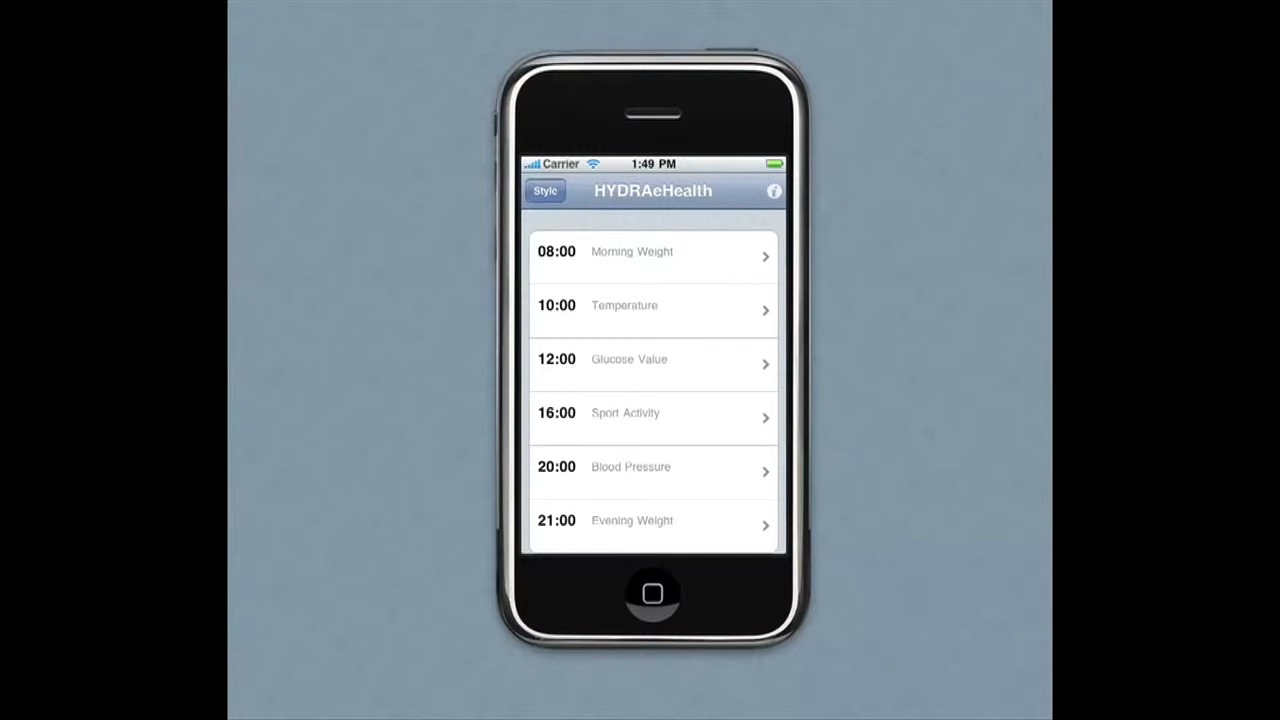 Carrier 1:49 PM
Style HYDRAeHealth
08:00 Morning Weight
10:00 Temperature
12:00 Glucose Value
16:00 Sport Activity
20:00 Blood Pressure
21:00 Evening Weight